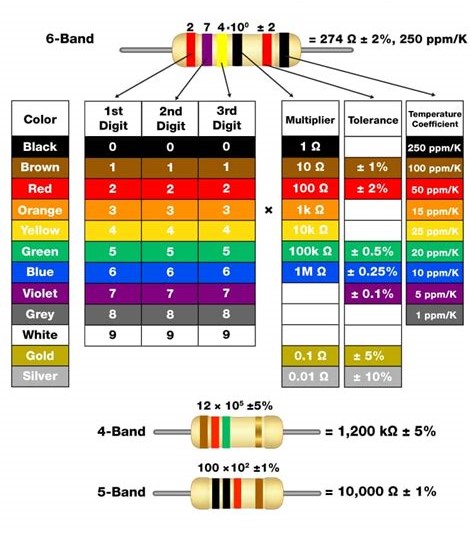 2 7 4·10⁰ ± 2
6-Band = 274 Ω ± 2%, 250 ppm/K
Color 1st Digit 2nd Digit 3rd Digit Multiplier Tolerance Temperature Coefficient
Black 0 0 0 1 Ω 250 ppm/K
Brown 1 1 1 10 Ω ± 1% 100 ppm/K
Red 2 2 2 100 Ω ± 2% 50 ppm/K
Orange 3 3 3 × 1k Ω 15 ppm/K
Yellow 4 4 4 10k Ω 25 ppm/K
Green 5 5 5 100k Ω ± 0.5% 20 ppm/K
Blue 6 6 6 1M Ω ± 0.25% 10 ppm/K
Violet 7 7 7 ± 0.1% 5 ppm/K
Grey 8 8 8 1 ppm/K
White 9 9 9
Gold 0.1 Ω ± 5%
Silver 0.01 Ω ± 10%
12 × 10⁵ ±5%
4-Band = 1,200 kΩ ± 5%
100 ×10² ±1%
5-Band = 10,000 Ω ± 1%